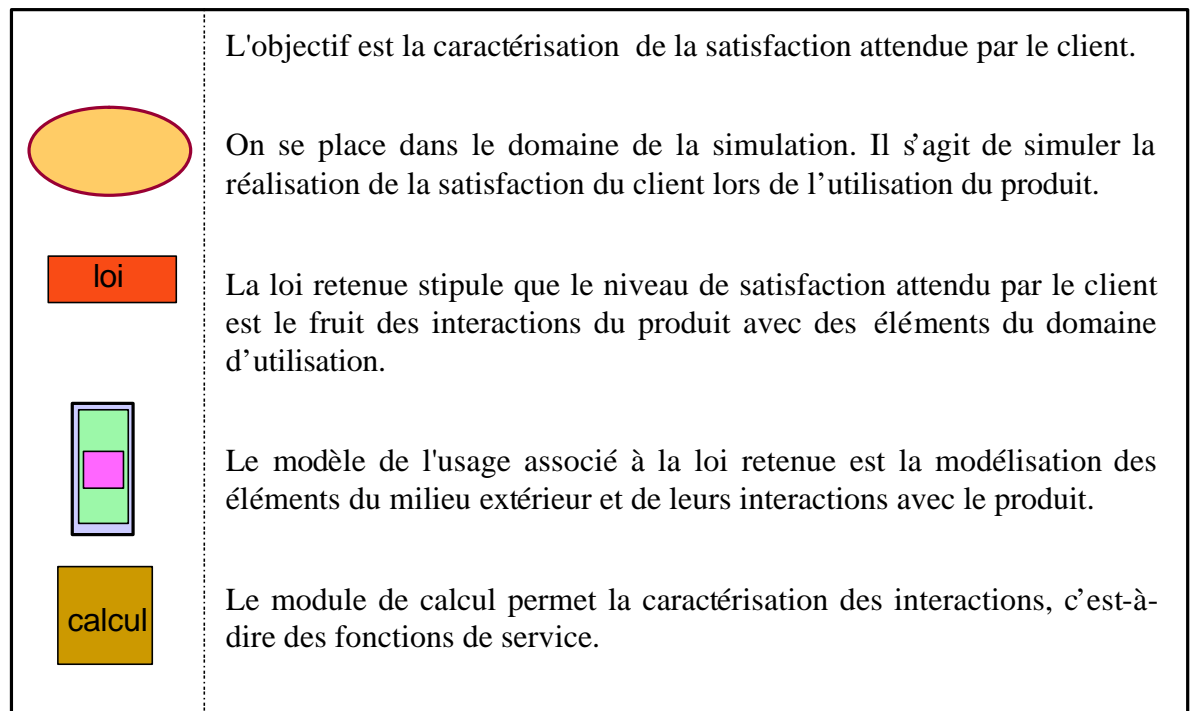 L'objectif est la caractérisation de la satisfaction attendue par le client.
On se place dans le domaine de la simulation. Il s'agit de simuler la
réalisation de la satisfaction du client lors de l'utilisation du produit.
loi
La loi retenue stipule que le niveau de satisfaction attendu par le client
est le fruit des interactions du produit avec des éléments du domaine
d'utilisation.
Le modèle de l'usage associé à la loi retenue est la modélisation des
éléments du milieu extérieur et de leurs interactions avec le produit.
calcul
Le module de calcul permet la caractérisation des interactions, c'est-à-
dire des fonctions de service.